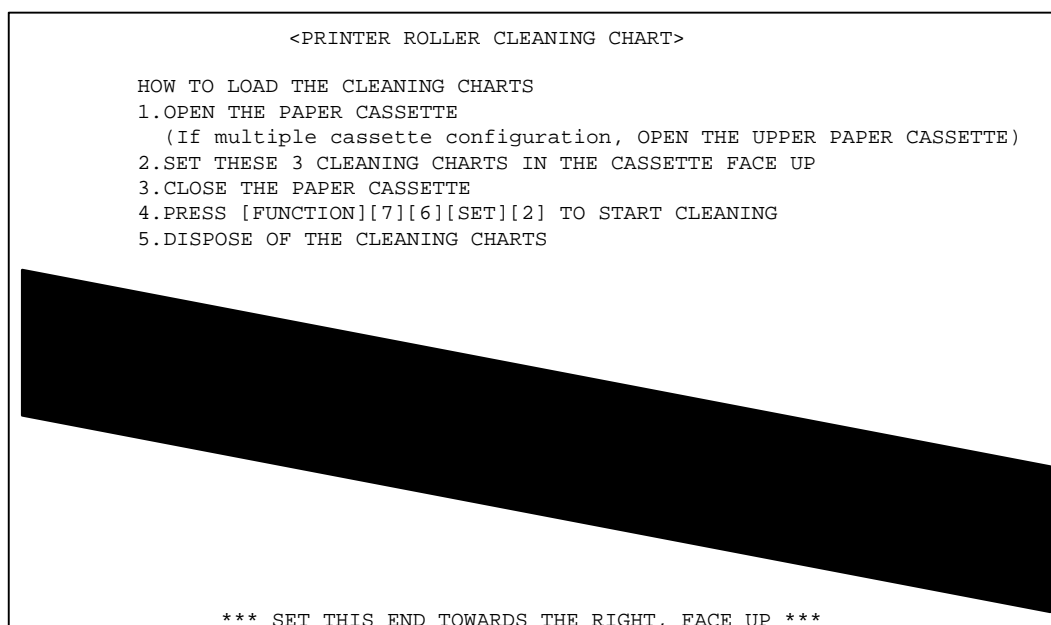 <PRINTER ROLLER CLEANING CHART>
HOW TO LOAD THE CLEANING CHARTS
1.OPEN THE PAPER CASSETTE
(If multiple cassette configuration, OPEN THE UPPER PAPER CASSETTE)
2.SET THESE 3 CLEANING CHARTS IN THE CASSETTE FACE UP
3.CLOSE THE PAPER CASSETTE
4.PRESS [FUNCTION][7][6][SET][2] TO START CLEANING
5.DISPOSE OF THE CLEANING CHARTS
*** SET THIS END TOWARDS THE RIGHT, FACE UP ***